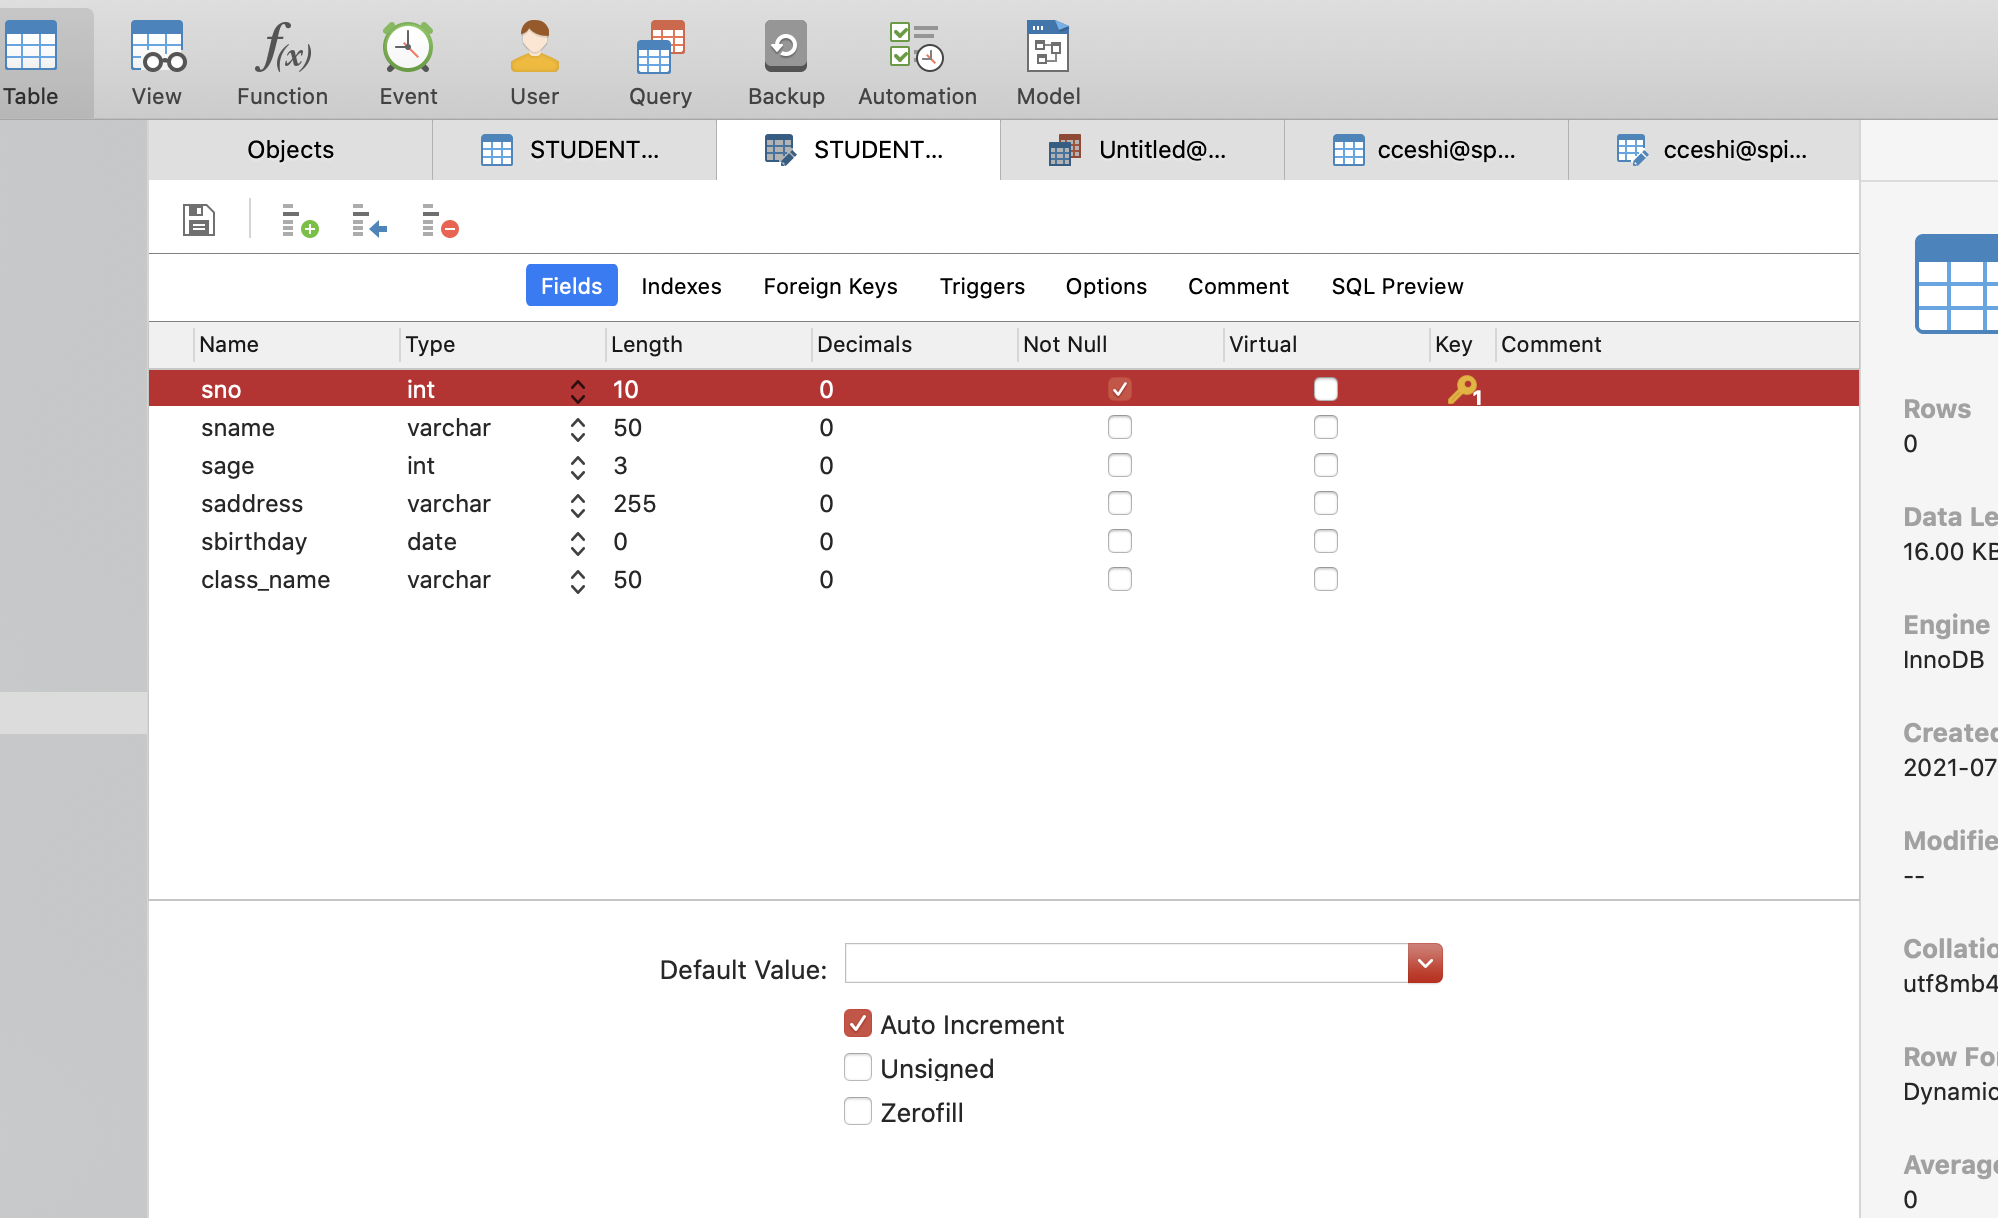 Table View Function Event User Query Backup Automation Model
Objects STUDENT... STUDENT... Untitled@... cceshi@sp... cceshi@spi...
Fields Indexes Foreign Keys Triggers Options Comment SQL Preview
Name Type Length Decimals Not Null Virtual Key Comment
sno int 10 0 1
sname varchar 50 0
sage int 3 0
saddress varchar 255 0
sbirthday date 0 0
class_name varchar 50 0
Default Value:
Auto Increment
Unsigned
Zerofill
Rows
0
Data Le
16.00 KB
Engine
InnoDB
Created
2021-07
Modifie
--
Collatio
utf8mb4
Row For
Dynamic
Average
0